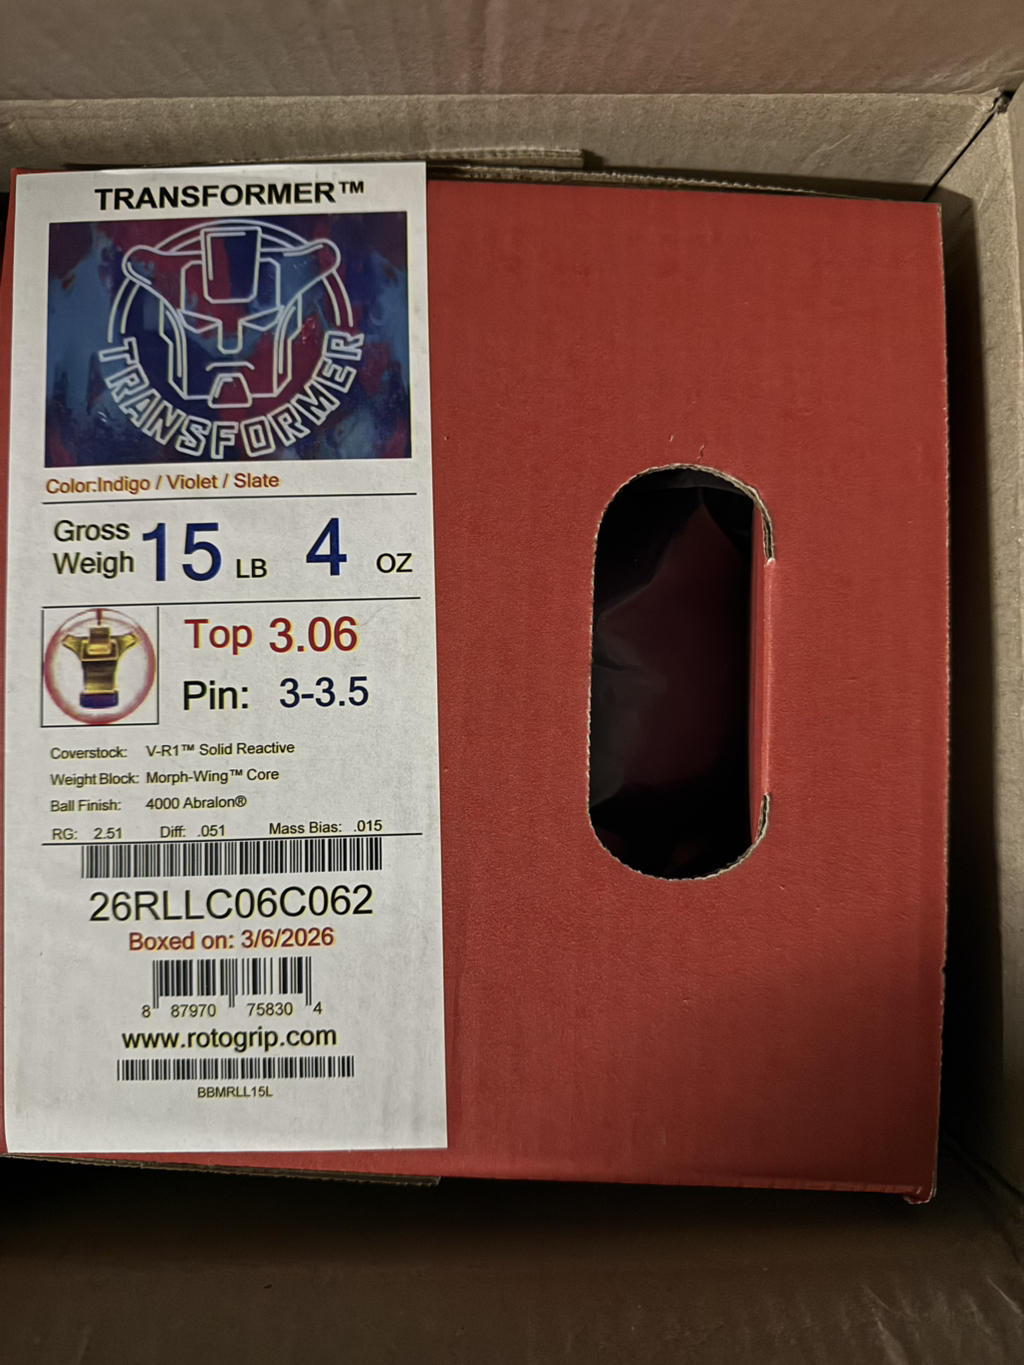 TRANSFORMER™
TRANSFORMER
Color:Indigo / Violet / Slate
Gross
Weigh 15 LB 4 OZ
Top 3.06
Pin: 3-3.5
Coverstock: V-R1™ Solid Reactive
Weight Block: Morph-Wing™ Core
Ball Finish: 4000 Abralon®
RG: 2.51 Diff: .051 Mass Bias: .015
26RLLC06C062
Boxed on: 3/6/2026
8 87970 75830 4
www.rotogrip.com
BBMRLL15L